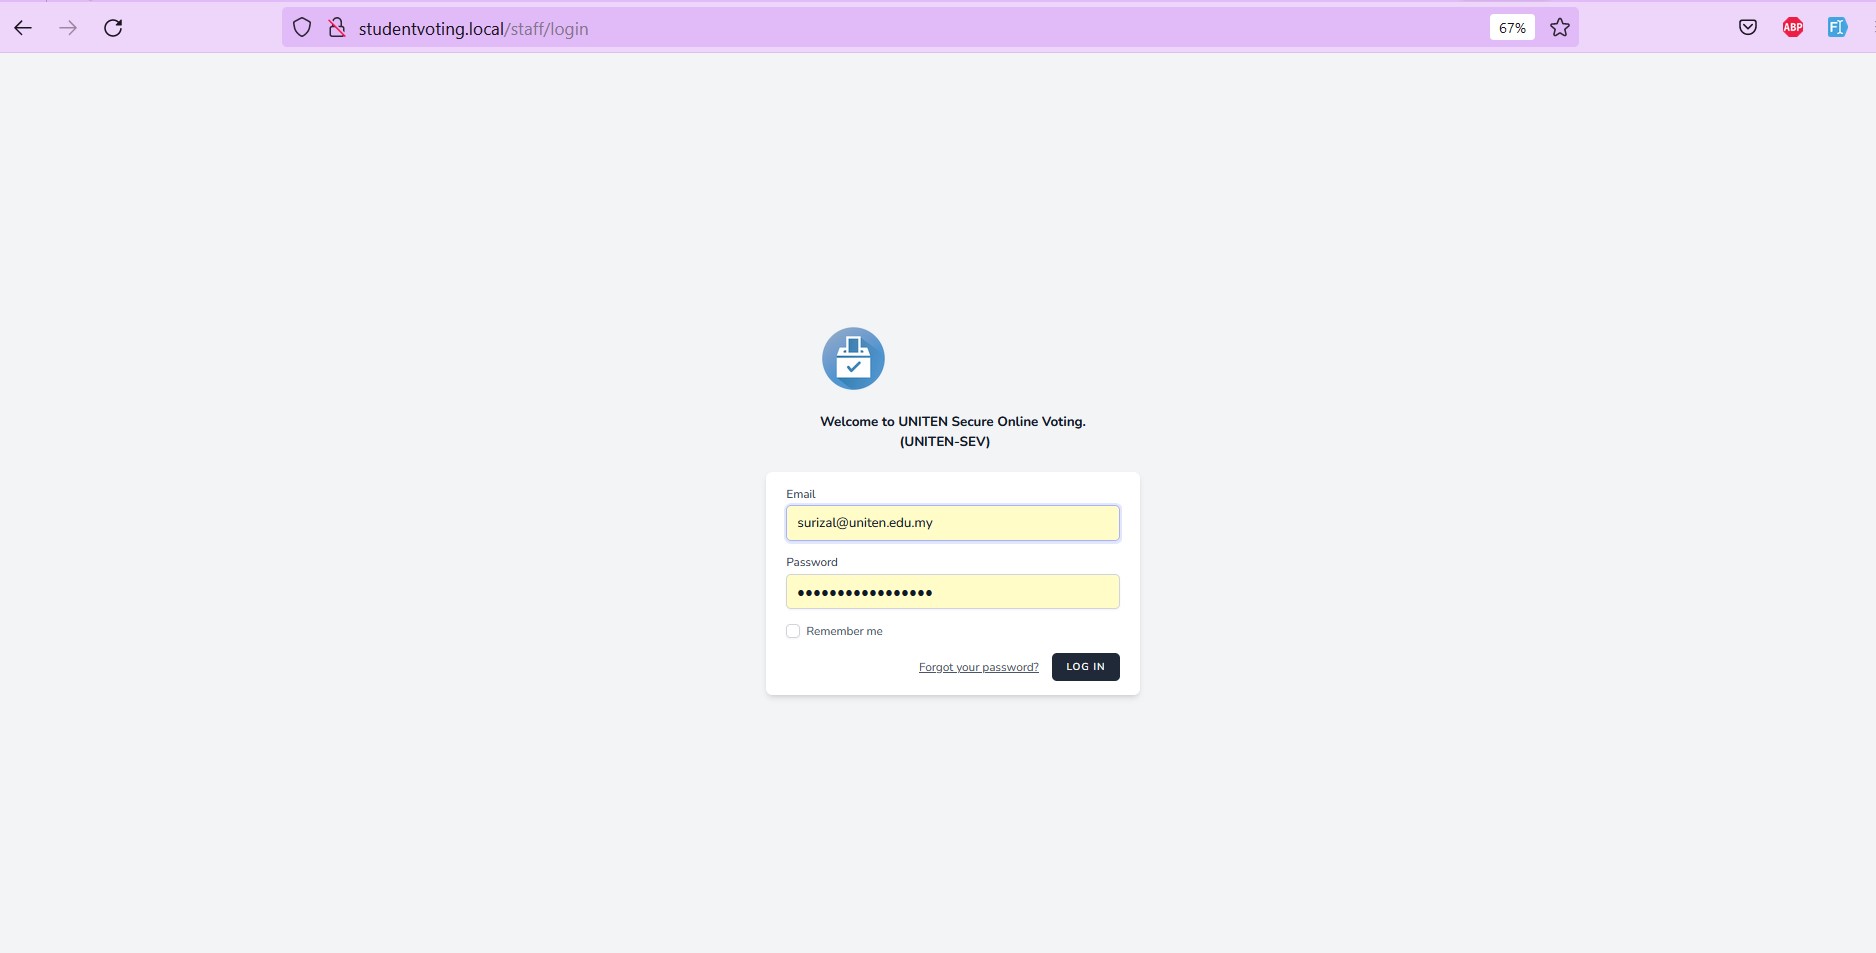 studentvoting.local/staff/login
67%
ABP
FI
Welcome to UNITEN Secure Online Voting.
(UNITEN-SEV)
Email
surizal@uniten.edu.my
Password
Remember me
Forgot your password?
LOG IN